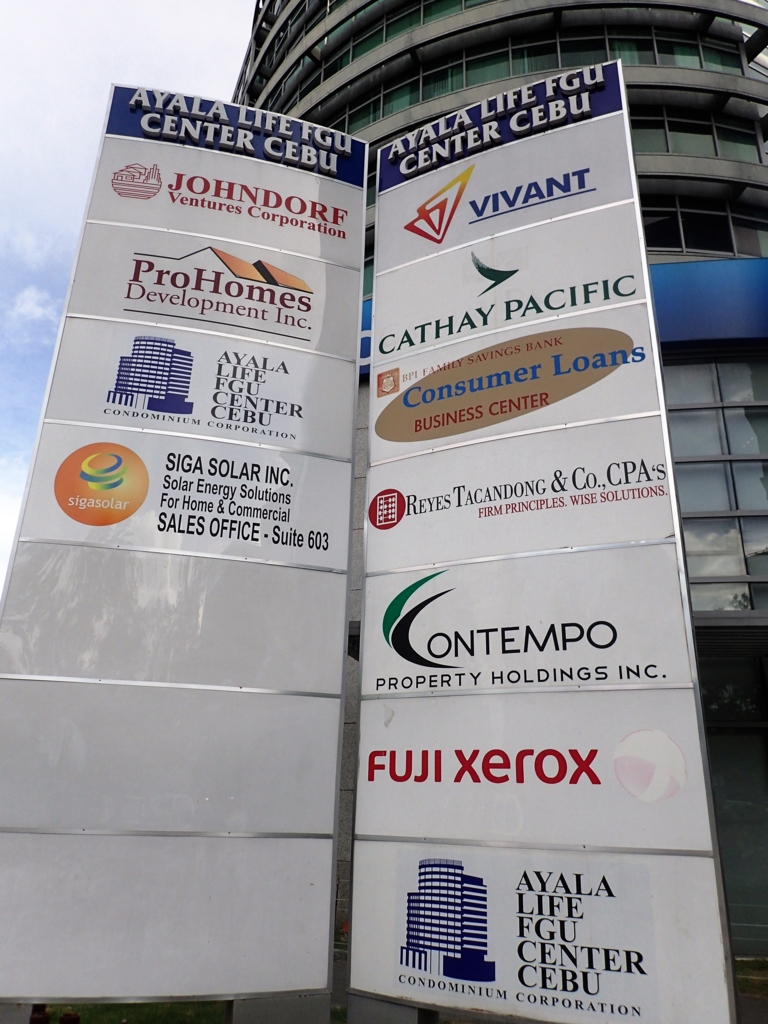 AYALA LIFE FGU
CENTER CEBU
JOHNDORF
Ventures Corporation
ProHomes
Development Inc.
AYALA
LIFE
FGU
CENTER
CEBU
CONDOMINIUM CORPORATION
sigasolar
SIGA SOLAR INC.
Solar Energy Solutions
For Home & Commercial
SALES OFFICE - Suite 603
AYALA LIFE FGU
CENTER CEBU
VIVANT
CATHAY PACIFIC
BPI FAMILY SAVINGS BANK
Consumer Loans
BUSINESS CENTER
REYES TACANDONG & CO., CPA's
FIRM PRINCIPLES. WISE SOLUTIONS.
CONTEMPO
PROPERTY HOLDINGS INC.
FUJI xerox
AYALA
LIFE
FGU
CENTER
CEBU
CONDOMINIUM CORPORATION